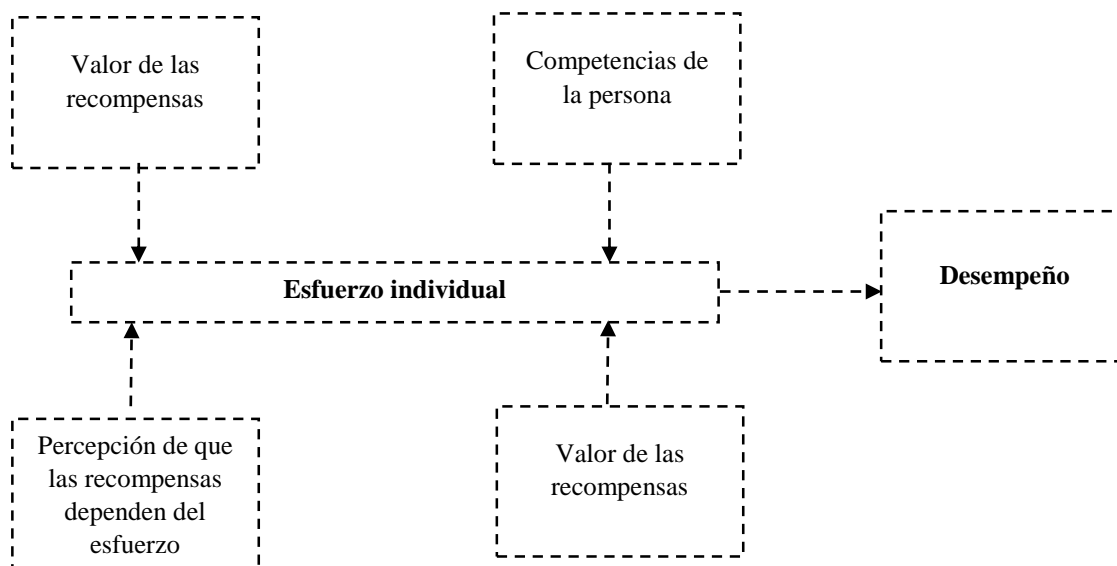 Valor de las
recompensas
Competencias de
la persona
Esfuerzo individual
Desempeño
Percepción de que
las recompensas
dependen del
esfuerzo
Valor de las
recompensas